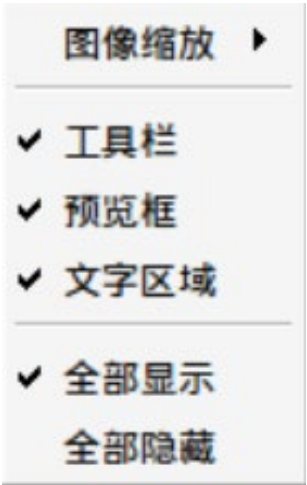 图像缩放
工具栏
预览框
文字区域
全部显示
全部隐藏